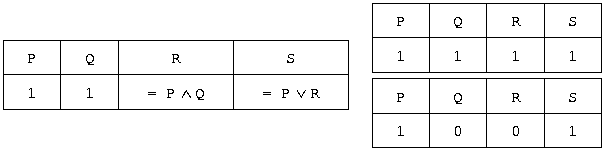 P Q R S
1 1 = P ∧ Q = P ∨ R
P Q R S
1 1 1 1
P Q R S
1 0 0 1